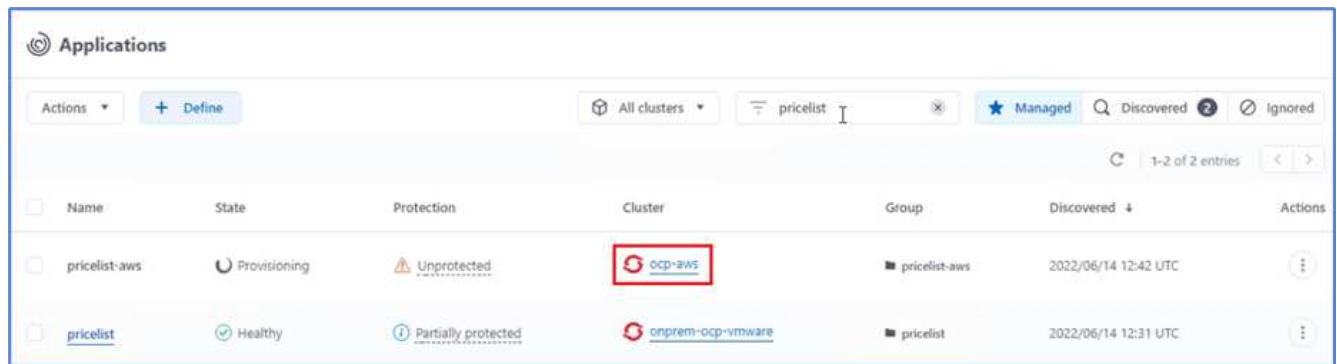 Applications
Actions + Define All clusters pricelist Managed Discovered 2 Ignored
1-2 of 2 entries < >
Name State Protection Cluster Group Discovered ↓ Actions
pricelist-aws Provisioning Unprotected ocp-aws pricelist-aws 2022/06/14 12:42 UTC
pricelist Healthy Partially protected onprem-ocp-vmware pricelist 2022/06/14 12:31 UTC